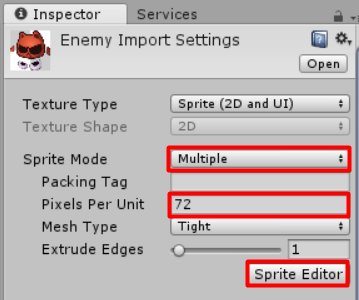 Inspector Services
Enemy Import Settings
Open
Texture Type Sprite (2D and UI)
Texture Shape 2D
Sprite Mode Multiple
Packing Tag
Pixels Per Unit 72
Mesh Type Tight
Extrude Edges 1
Sprite Editor